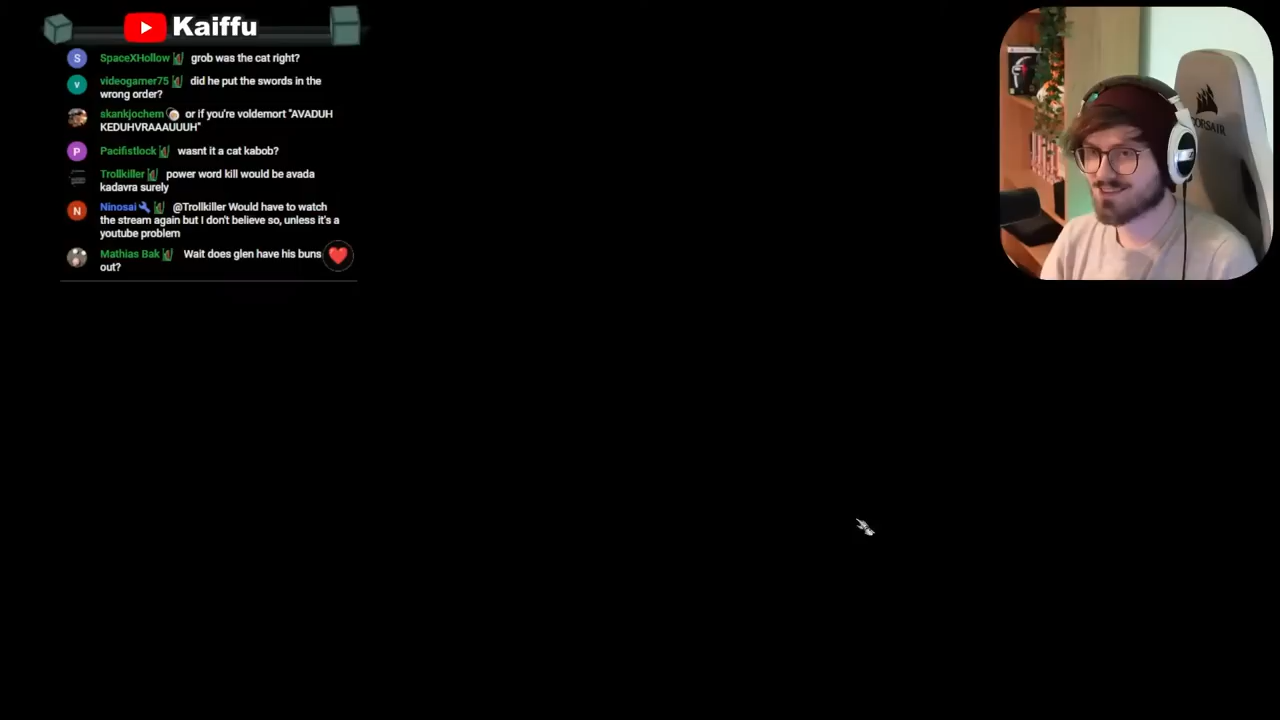 Kaiffu
S SpaceXHollow grob was the cat right?
v videogamer75 did he put the swords in the
wrong order?
skankjochem or if you're voldemort "AVADUH
KEDUHVRAAAUUUH"
P Pacifistlock wasnt it a cat kabob?
Trollkiller power word kill would be avada
kadavra surely
N Ninosai @Trollkiller Would have to watch
the stream again but I don't believe so, unless it's a
youtube problem
Mathias Bak Wait does glen have his buns
out?
CORSAIR